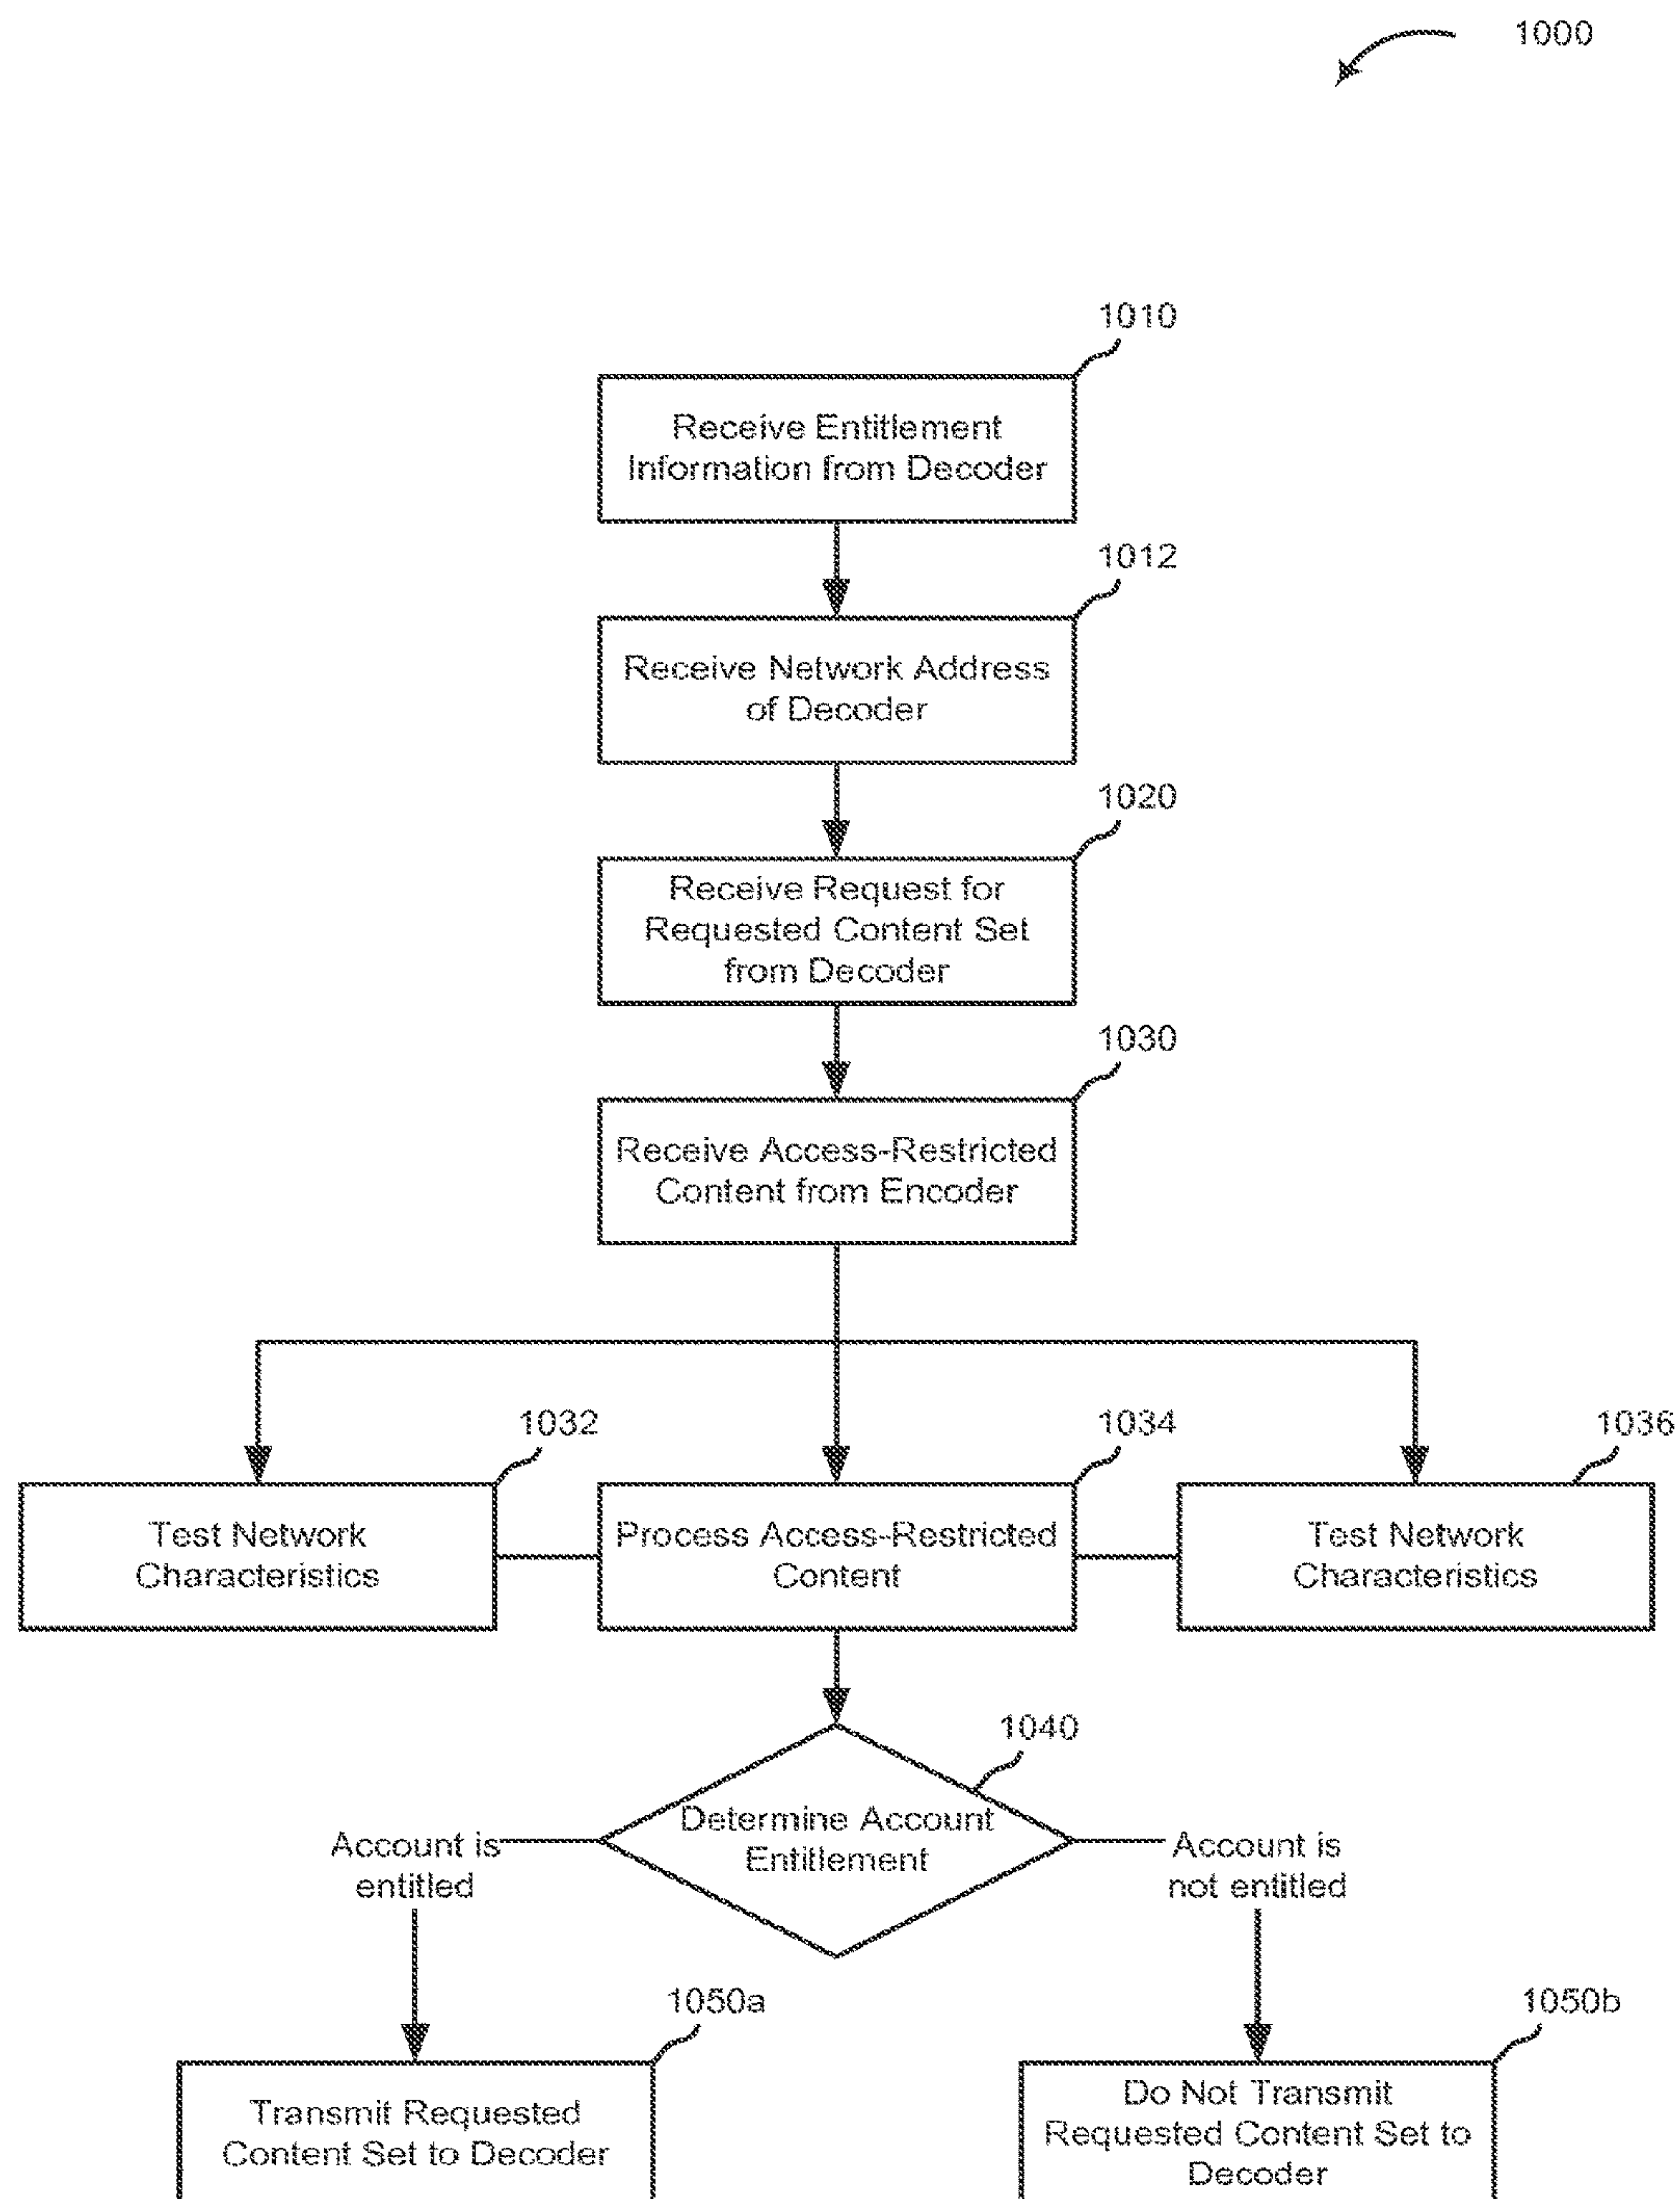 1000
1010
Receive Entitlement
Information from Decoder
1012
Receive Network Address
of Decoder
1020
Receive Request for
Requested Content Set
from Decoder
1030
Receive Access-Restricted
Content from Encoder
1032
1034
1036
Test Network
Characteristics
Process Access-Restricted
Content
Test Network
Characteristics
1040
Determine Account
Entitlement
Account is
entitled
Account is
not entitled
1050a
1050b
Transmit Requested
Content Set to Decoder
Do Not Transmit
Requested Content Set to
Decoder